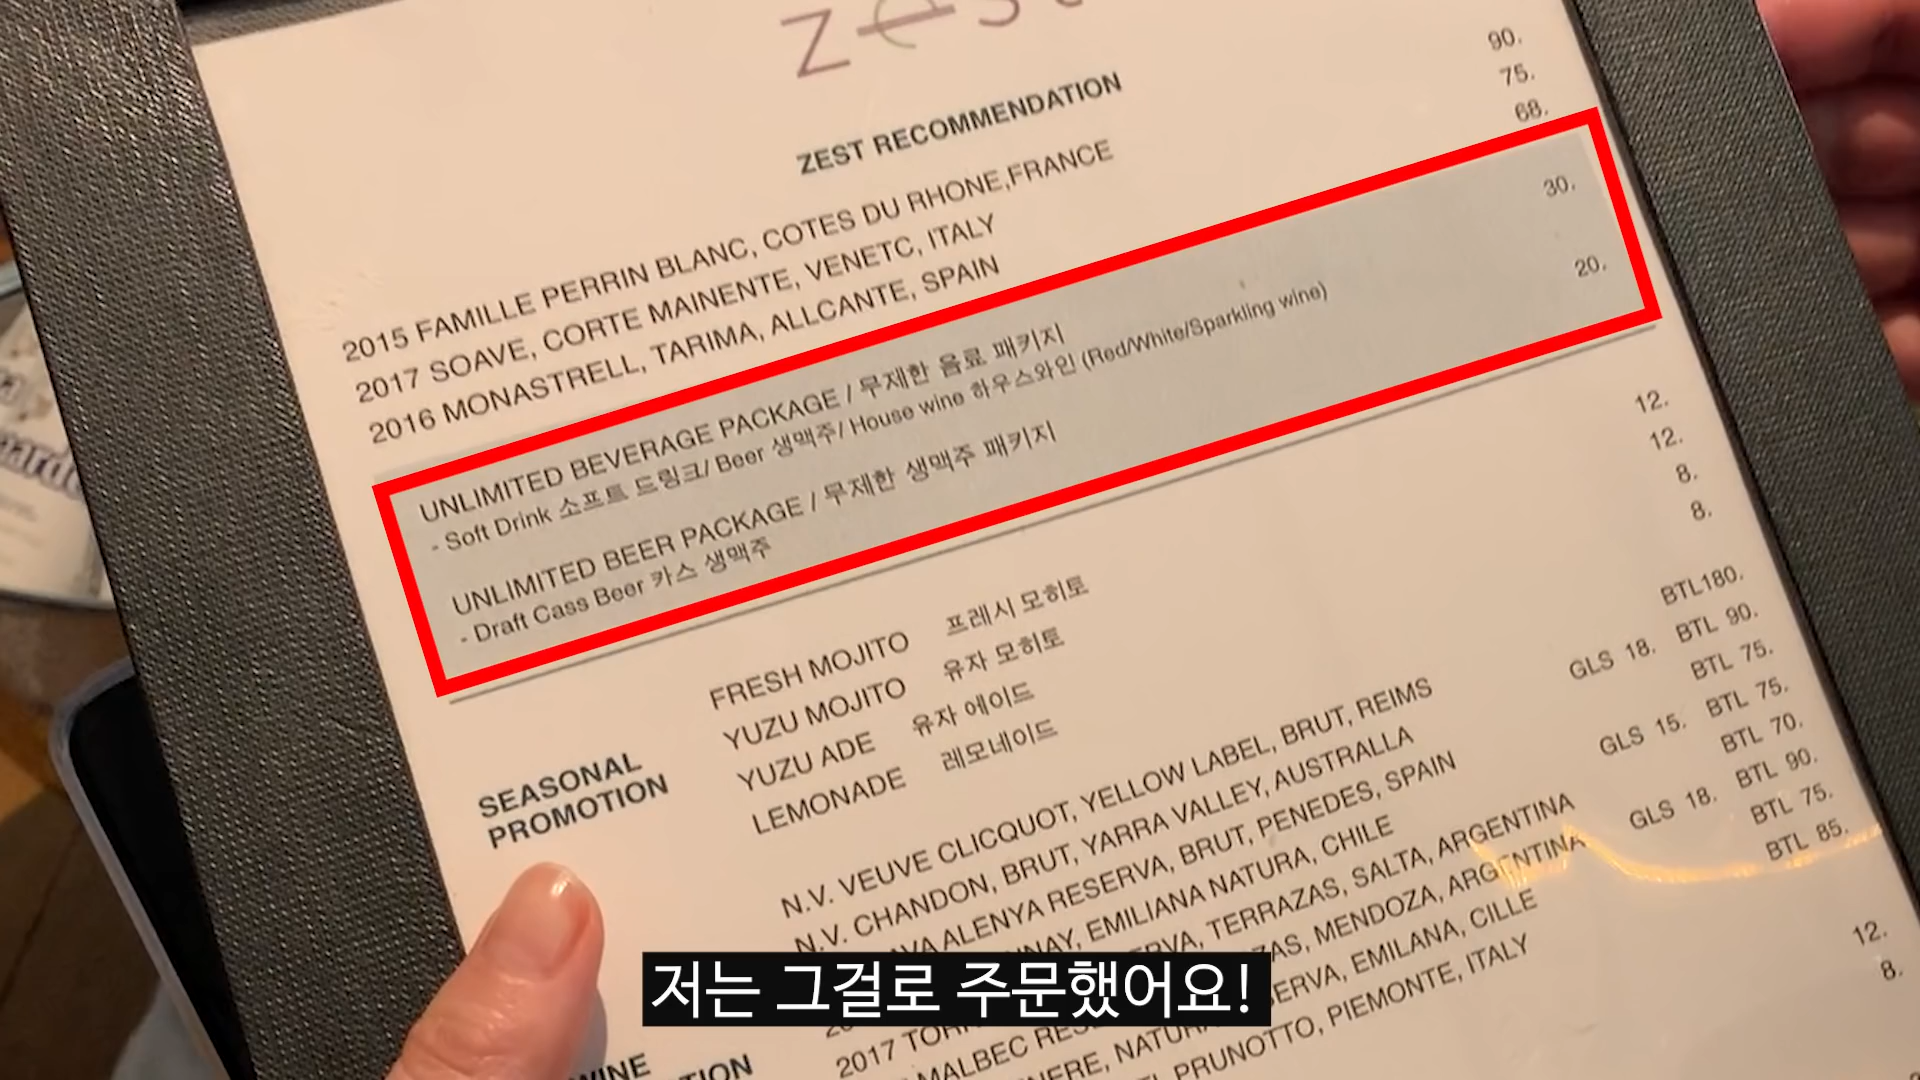 zest
ZEST RECOMMENDATION
2015 FAMILLE PERRIN BLANC, COTES DU RHONE,FRANCE 90.
2017 SOAVE, CORTE MAINENTE, VENETC, ITALY 75.
2016 MONASTRELL, TARIMA, ALLCANTE, SPAIN 68.
UNLIMITED BEVERAGE PACKAGE / 무제한 음료 패키지 30.
- Soft Drink 소프트 드링크/ Beer 생맥주/ House wine 하우스와인 (Red/White/Sparkling wine)
UNLIMITED BEER PACKAGE / 무제한 생맥주 패키지 20.
- Draft Cass Beer 카스 생맥주
SEASONAL
PROMOTION
FRESH MOJITO 프레시 모히토 12.
YUZU MOJITO 유자 모히토 12.
YUZU ADE 유자 에이드 8.
LEMONADE 레모네이드 8.
N.V. VEUVE CLICQUOT, YELLOW LABEL, BRUT, REIMS BTL180.
N.V. CHANDON, BRUT, YARRA VALLEY, AUSTRALLA GLS 18. BTL 90.
ALENYA RESERVA, BRUT, PENEDES, SPAIN BTL 75.
EMILIANA NATURA, CHILE GLS 15. BTL 75.
TERRAZAS, SALTA, ARGENTINA BTL 70.
MENDOZA, ARGENTINA GLS 18. BTL 90.
EMILANA, CILLE BTL 75.
2017 PRUNOTTO, PIEMONTE, ITALY BTL 85.
MALBEC
12.
8.
저는 그걸로 주문했어요!